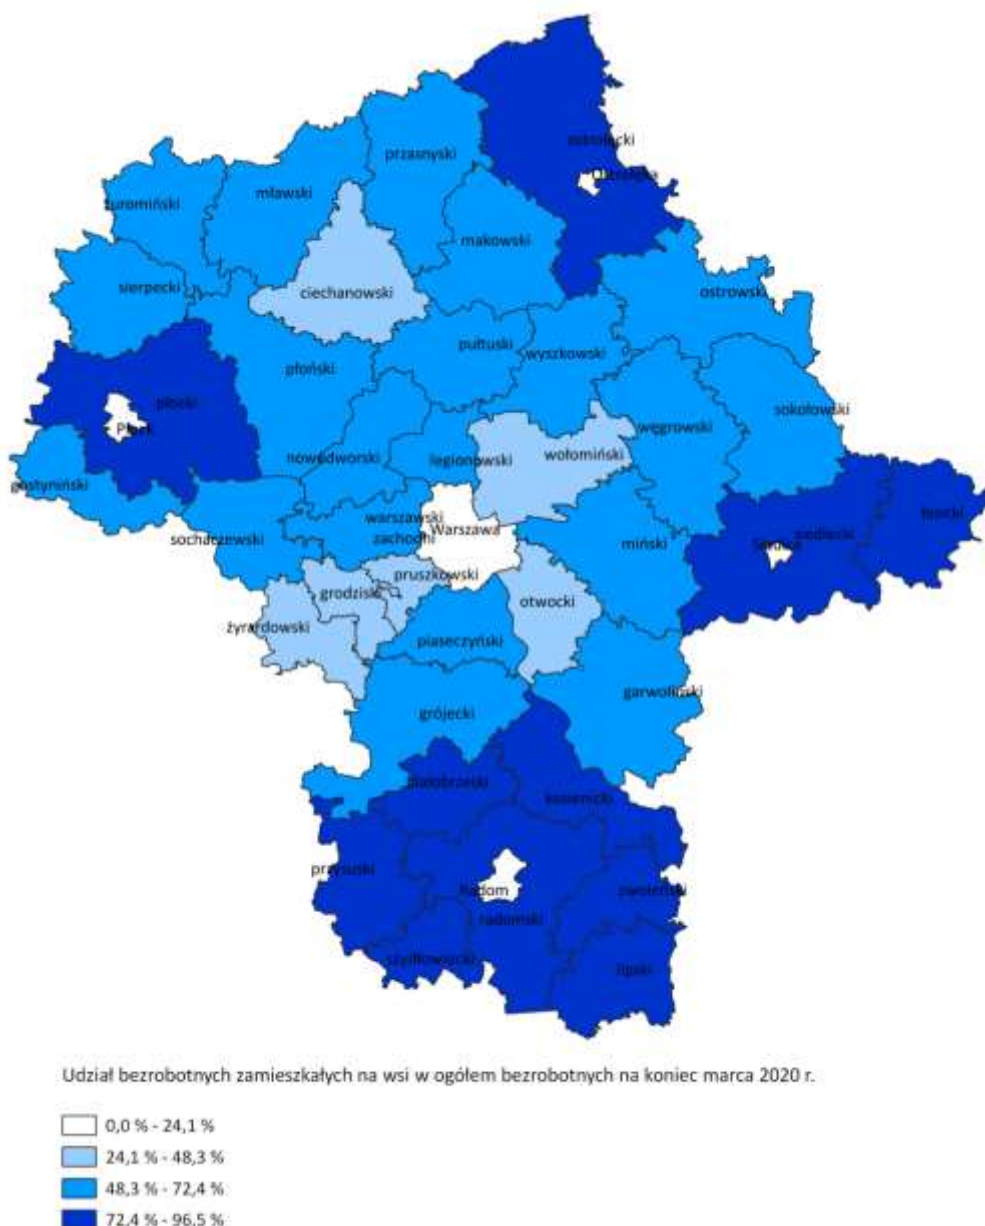 przasnyski
ostrołęcki
Ostrołęka
mławski
żuromiński
makowski
sierpecki
ciechanowski
ostrowski
pułtuski
wyszkowski
płoński
płocki
Płock
sokołowski
węgrowski
wołomiński
nowodworski
legionowski
gostyniński
warszawski
zachodni
Warszawa
sochaczewski
miński
Siedlce
siedlecki
łosicki
pruszkowski
grodziski
otwocki
żyrardowski
piaseczyński
garwoliński
grójecki
białobrzeski
kozienicki
przysuski
Radom
zwoleński
radomski
szydłowiecki
lipski
Udział bezrobotnych zamieszkałych na wsi w ogółem bezrobotnych na koniec marca 2020 r.
0,0 % - 24,1 %
24,1 % - 48,3 %
48,3 % - 72,4 %
72,4 % - 96,5 %